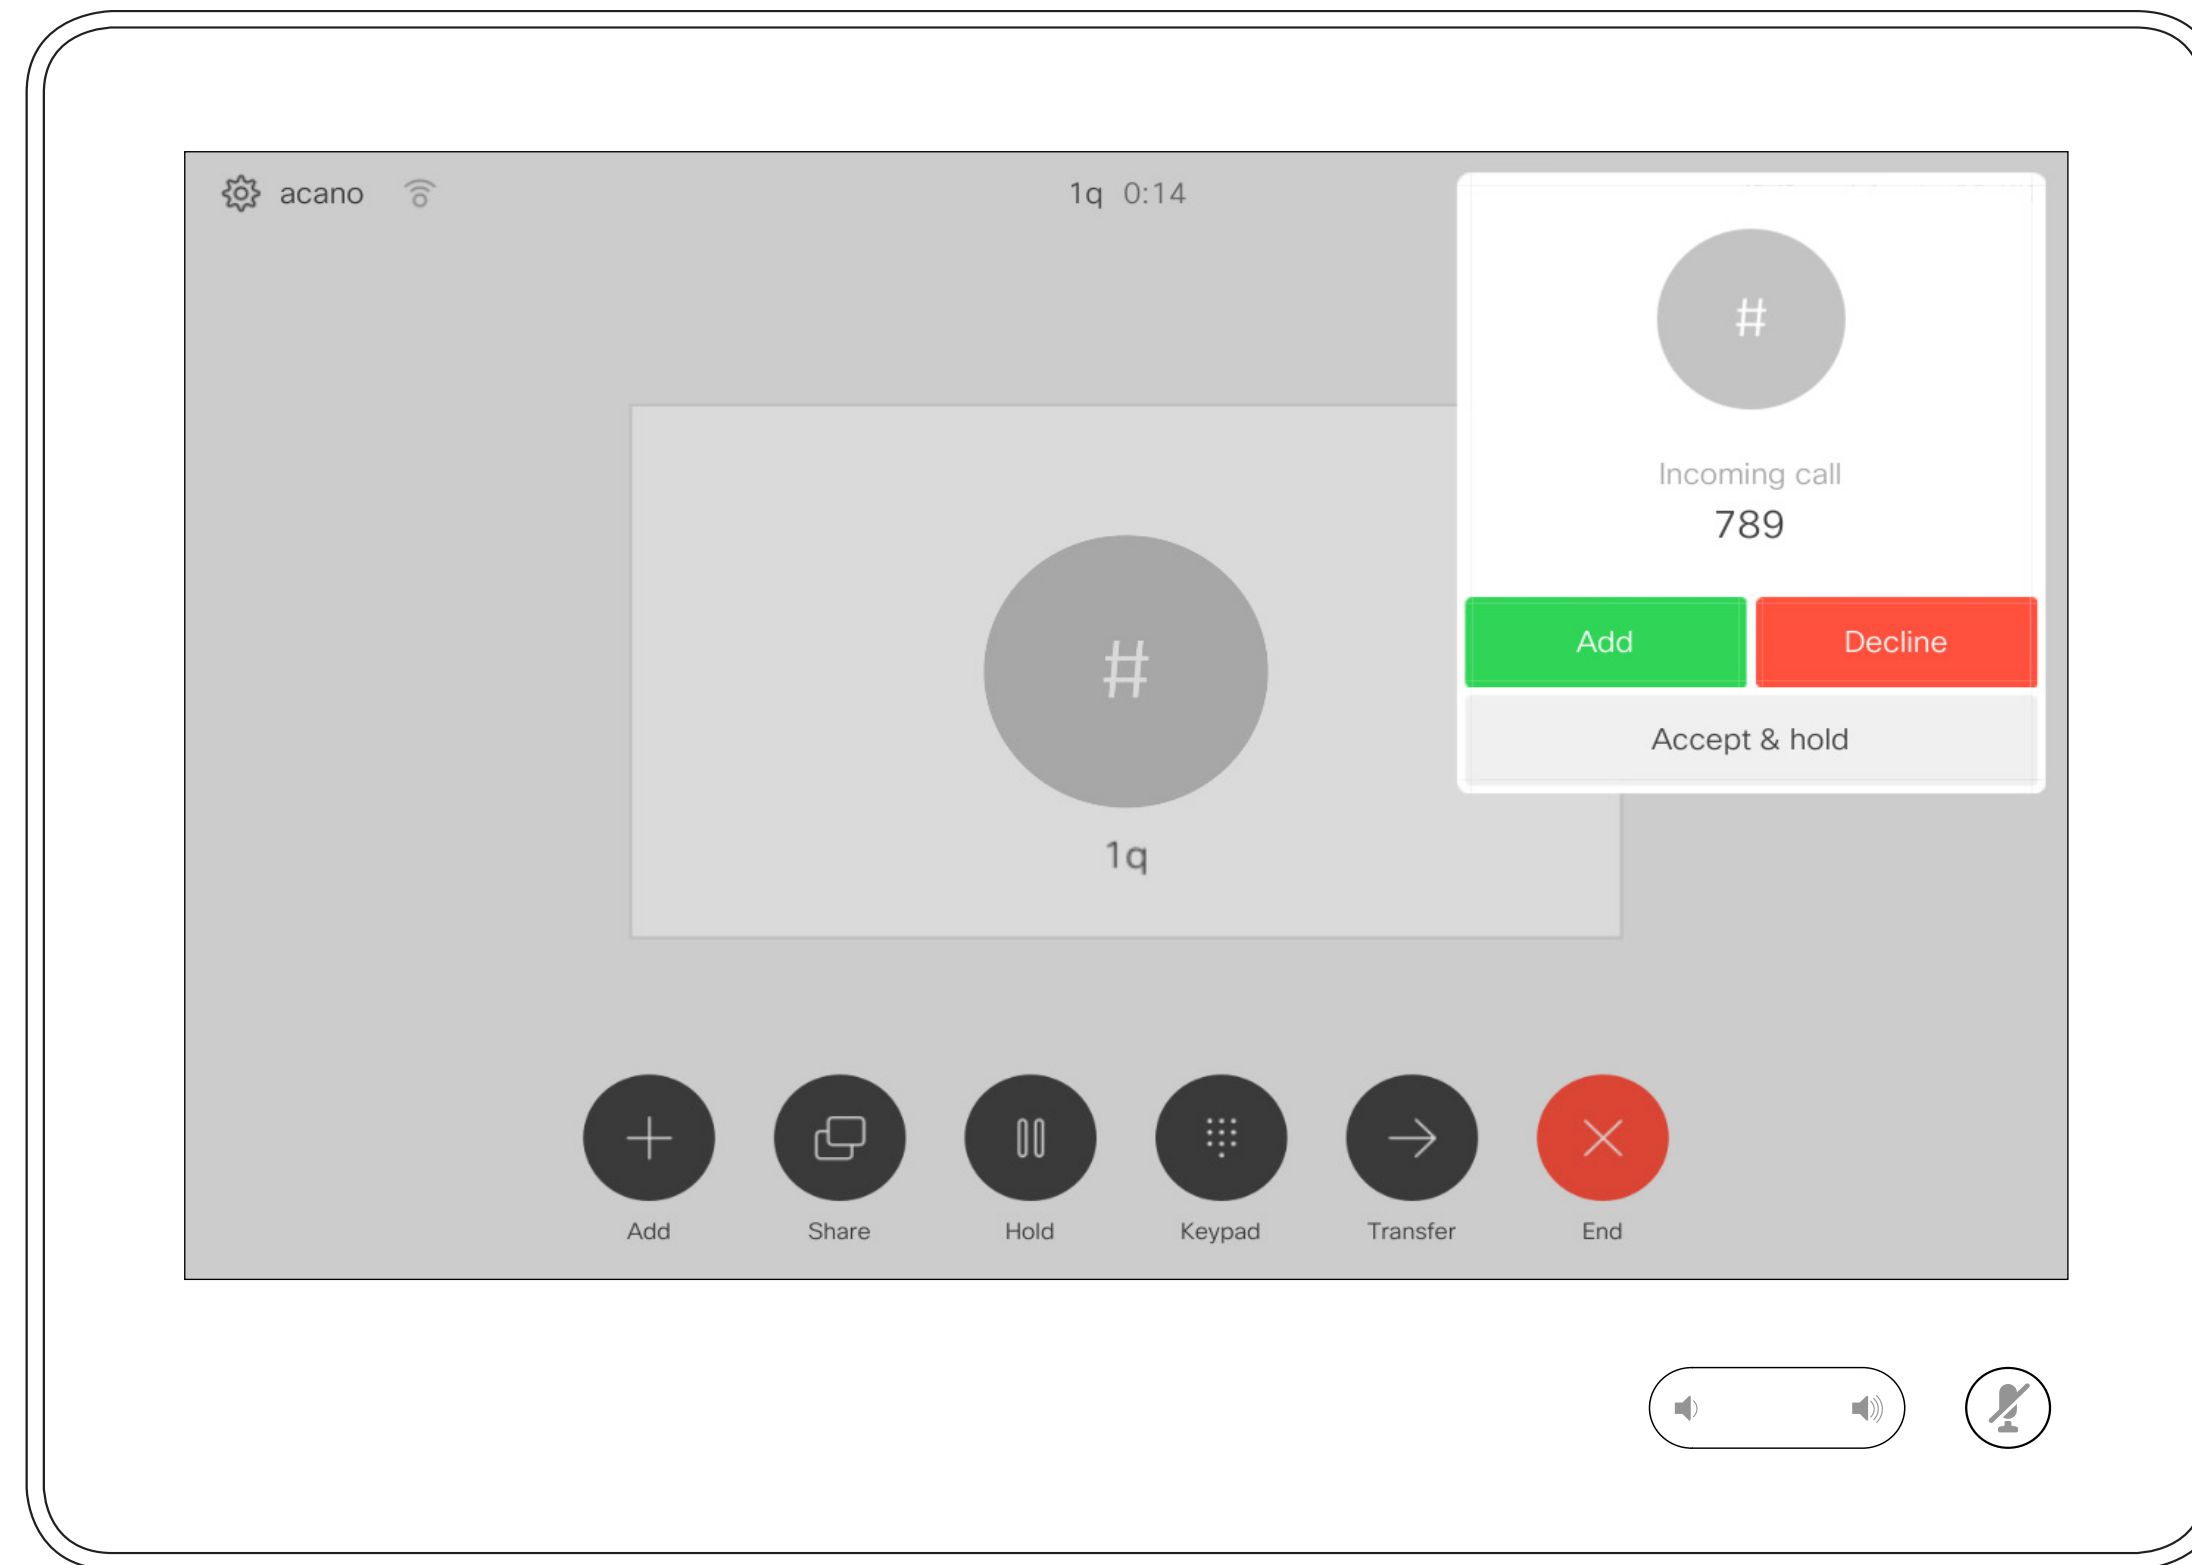 acano
1q 0:14
#
Incoming call
789
Add Decline
Accept & hold
#
1q
Add Share Hold Keypad Transfer End